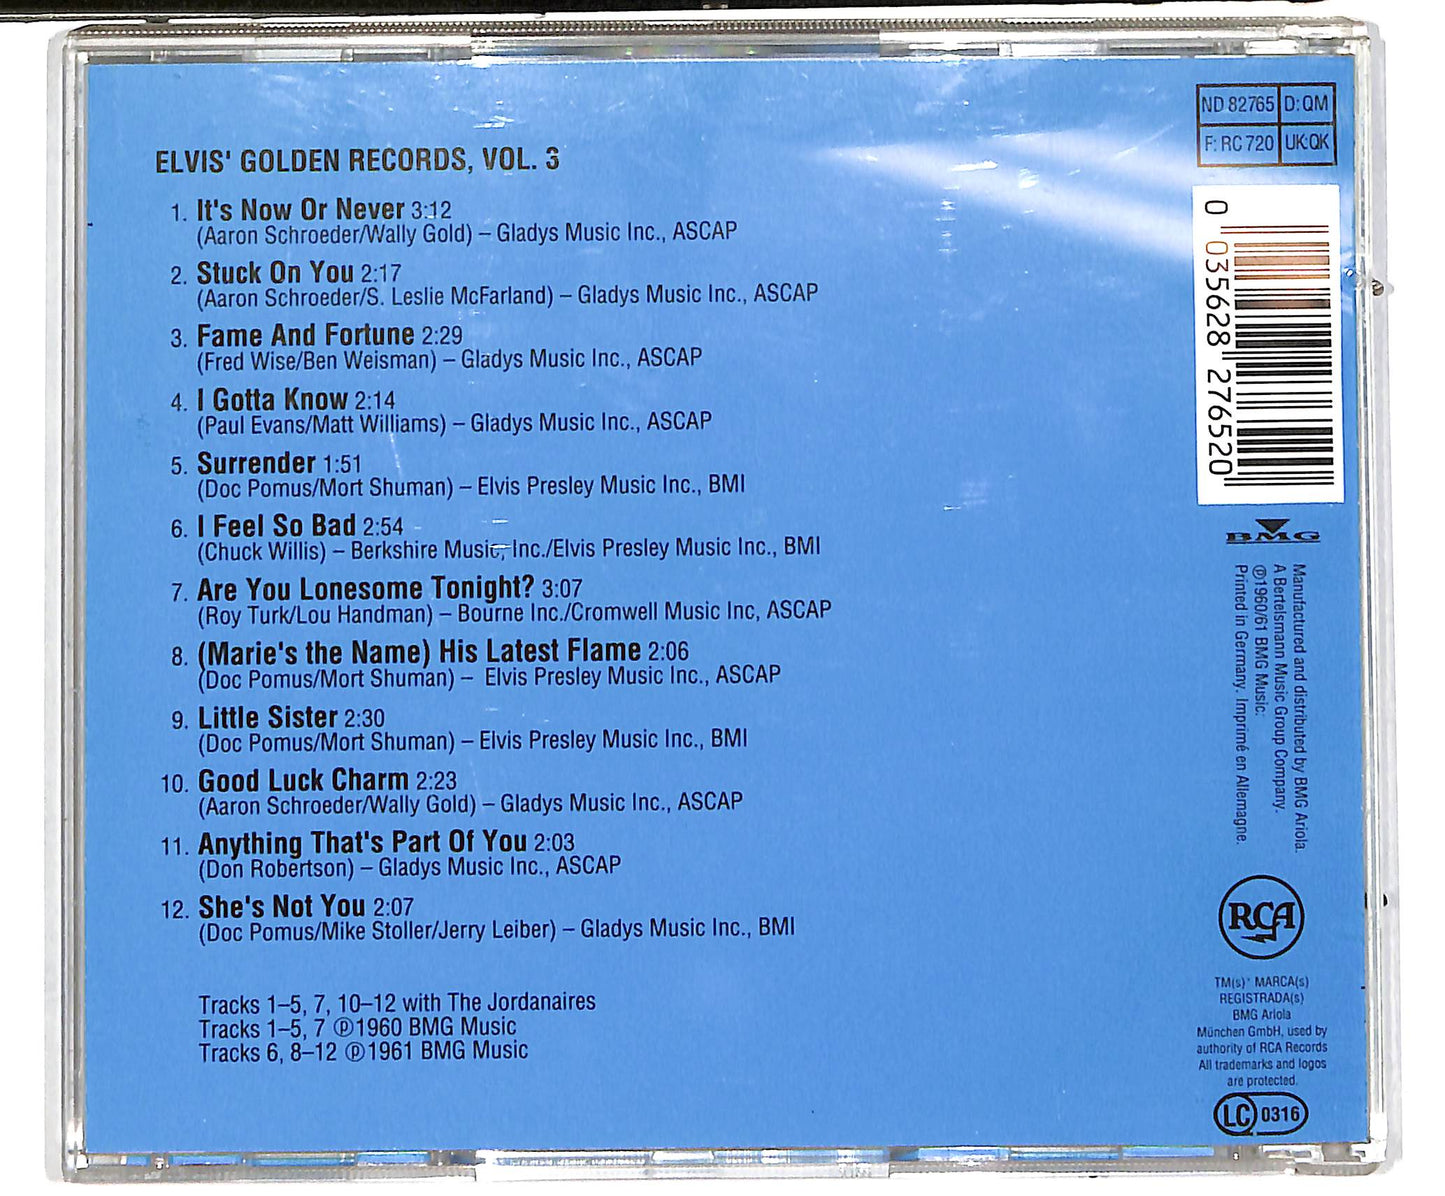 ELVIS' GOLDEN RECORDS, VOL. 3
1. It's Now Or Never 3:12
(Aaron Schroeder/Wally Gold) – Gladys Music Inc., ASCAP
2. Stuck On You 2:17
(Aaron Schroeder/S. Leslie McFarland) – Gladys Music Inc., ASCAP
3. Fame And Fortune 2:29
(Fred Wise/Ben Weisman) – Gladys Music Inc., ASCAP
4. I Gotta Know 2:14
(Paul Evans/Matt Williams) – Gladys Music Inc., ASCAP
5. Surrender 1:51
(Doc Pomus/Mort Shuman) – Elvis Presley Music Inc., BMI
6. I Feel So Bad 2:54
(Chuck Willis) – Berkshire Music, Inc./Elvis Presley Music Inc., BMI
7. Are You Lonesome Tonight? 3:07
(Roy Turk/Lou Handman) – Bourne Inc./Cromwell Music Inc, ASCAP
8. (Marie's the Name) His Latest Flame 2:06
(Doc Pomus/Mort Shuman) – Elvis Presley Music Inc., ASCAP
9. Little Sister 2:30
(Doc Pomus/Mort Shuman) – Elvis Presley Music Inc., BMI
10. Good Luck Charm 2:23
(Aaron Schroeder/Wally Gold) – Gladys Music Inc., ASCAP
11. Anything That's Part Of You 2:03
(Don Robertson) – Gladys Music Inc., ASCAP
12. She's Not You 2:07
(Doc Pomus/Mike Stoller/Jerry Leiber) – Gladys Music Inc., BMI
Tracks 1–5, 7, 10–12 with The Jordanaires
Tracks 1–5, 7 ℗1960 BMG Music
Tracks 6, 8–12 ℗1961 BMG Music
ND 82765 D: QM
F: RC 720 UK: QK
0 035628 276520
BMG
Manufactured and distributed by BMG Ariola.
A Bertelsmann Music Group Company.
℗1960/61 BMG Music.
Printed in Germany. Imprimé en Allemagne.
RCA
TM(s)® MARCA(s)
REGISTRADA(s)
BMG Ariola
München GmbH, used by
authority of RCA Records
All trademarks and logos
are protected.
LC 0316